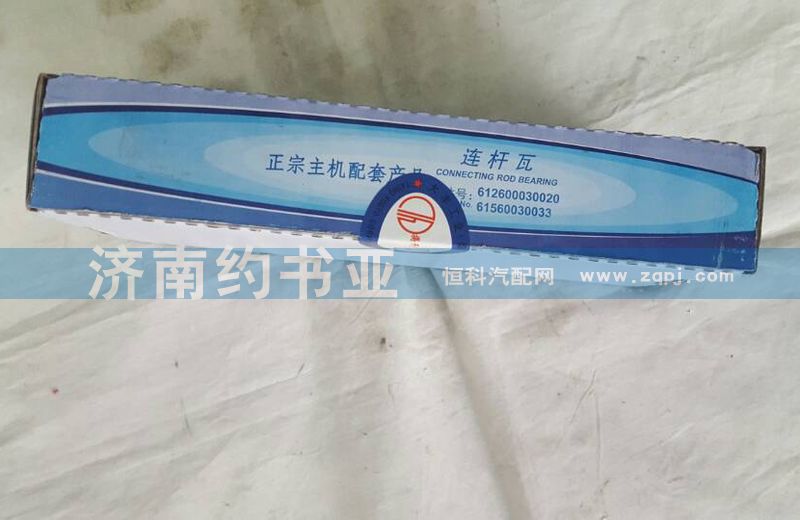 连杆瓦
正宗主机配套产品
CONNECTING ROD BEARING
号: 612600030020
No. 61560030033
济南约书亚 恒科汽配网 www.zqpj.com